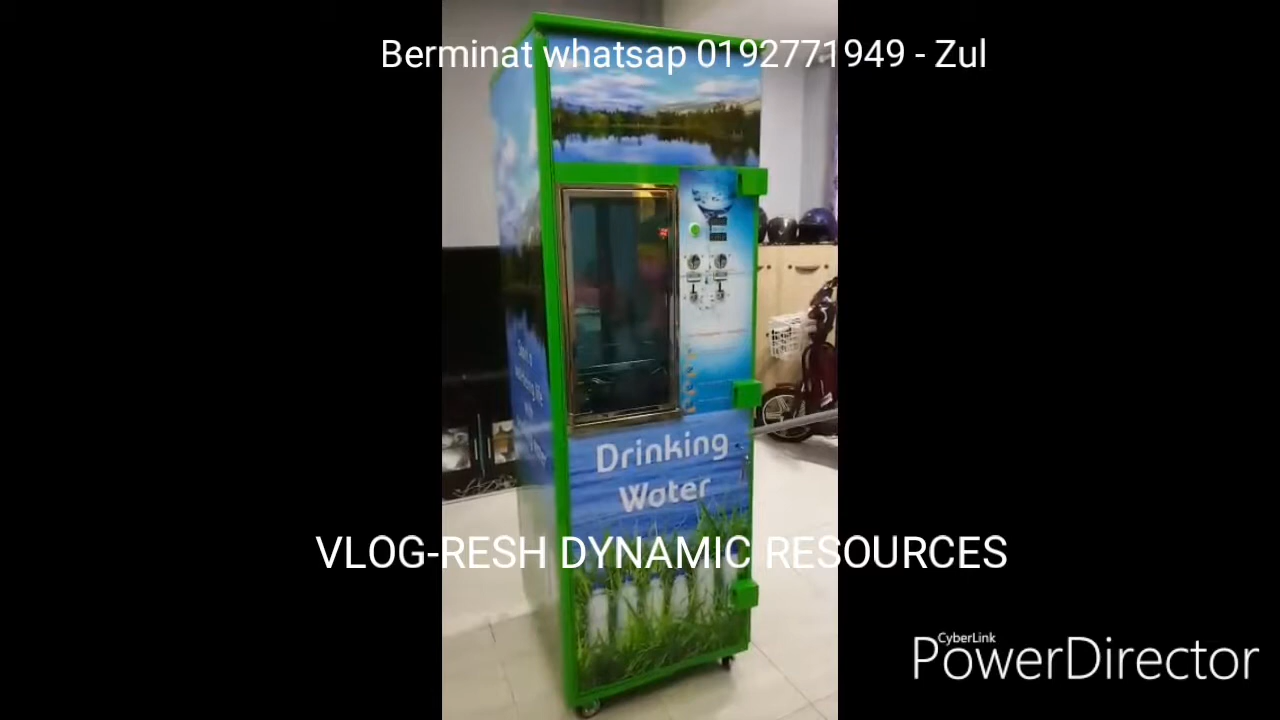 Berminat whatsap 0192771949 - Zul
Drinking
Water
VLOG-RESH DYNAMIC RESOURCES
CyberLink
PowerDirector